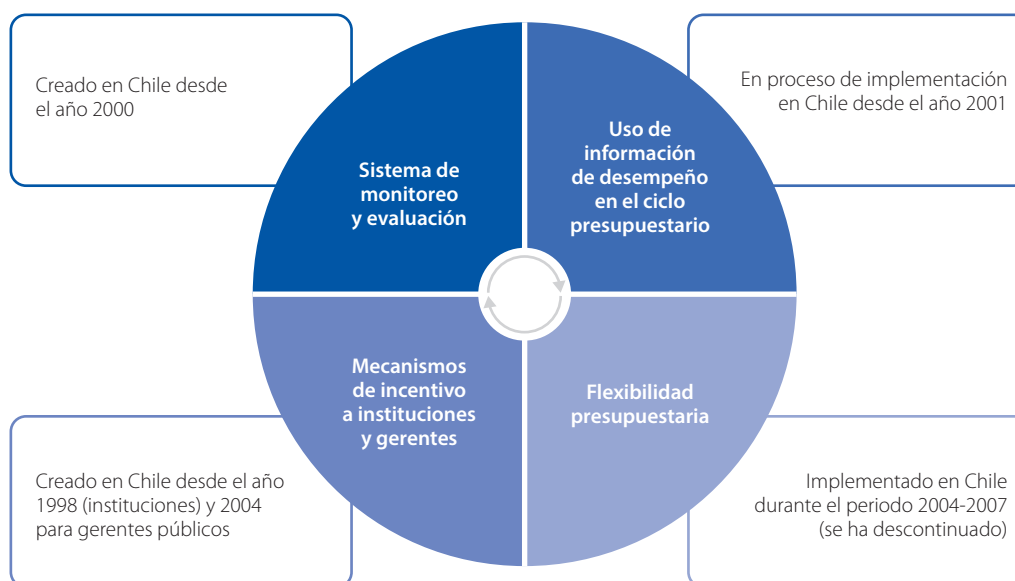 Creado en Chile desde
el año 2000
Sistema de
monitoreo
y evaluación
Uso de
información
de desempeño
en el ciclo
presupuestario
En proceso de implementación
en Chile desde el año 2001
Creado en Chile desde el año
1998 (instituciones) y 2004
para gerentes públicos
Mecanismos
de incentivo
a instituciones
y gerentes
Flexibilidad
presupuestaria
Implementado en Chile
durante el periodo 2004-2007
(se ha descontinuado)